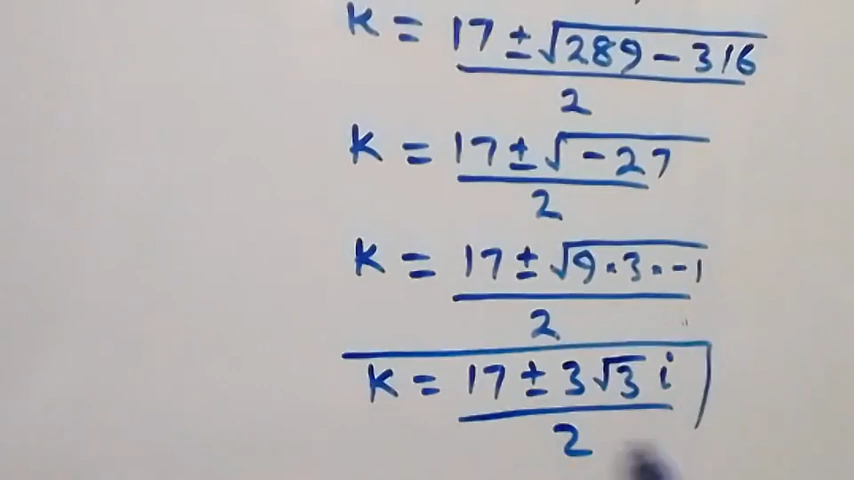 K = 17 ± √289 - 316 / 2
K = 17 ± √-27 / 2
K = 17 ± √9 · 3 · -1 / 2
K = 17 ± 3√3 i / 2